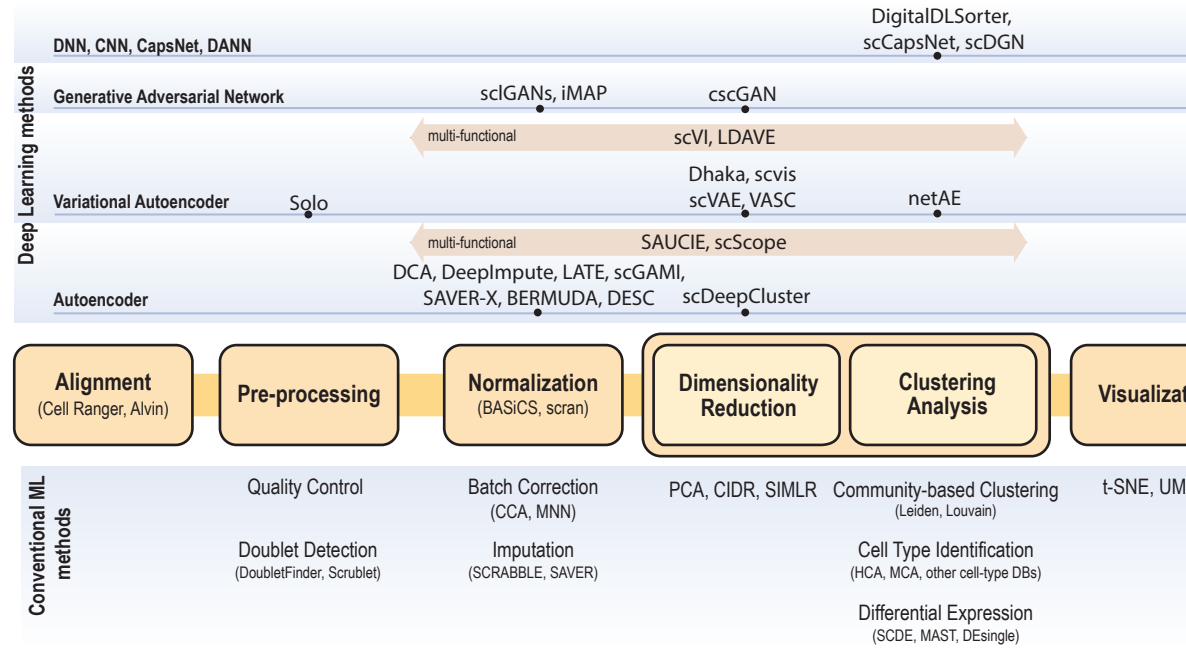 DigitalDLSorter,
scCapsNet, scDGN
DNN, CNN, CapsNet, DANN
Deep Learning methods
Generative Adversarial Network
scIGANs, iMAP
cscGAN
multi-functional
scVI, LDAVE
Dhaka, scvis
scVAE, VASC
Variational Autoencoder
Solo
netAE
multi-functional
SAUCIE, scScope
DCA, DeepImpute, LATE, scGAMI,
SAVER-X, BERMUDA, DESC
scDeepCluster
Autoencoder
Alignment
(Cell Ranger, Alvin)
Pre-processing
Normalization
(BASiCS, scran)
Dimensionality
Reduction
Clustering
Analysis
Visualizat
Conventional ML
methods
Quality Control
Doublet Detection
(DoubletFinder, Scrublet)
Batch Correction
(CCA, MNN)
Imputation
(SCRABBLE, SAVER)
PCA, CIDR, SIMLR
Community-based Clustering
(Leiden, Louvain)
Cell Type Identification
(HCA, MCA, other cell-type DBs)
Differential Expression
(SCDE, MAST, DEsingle)
t-SNE, UM